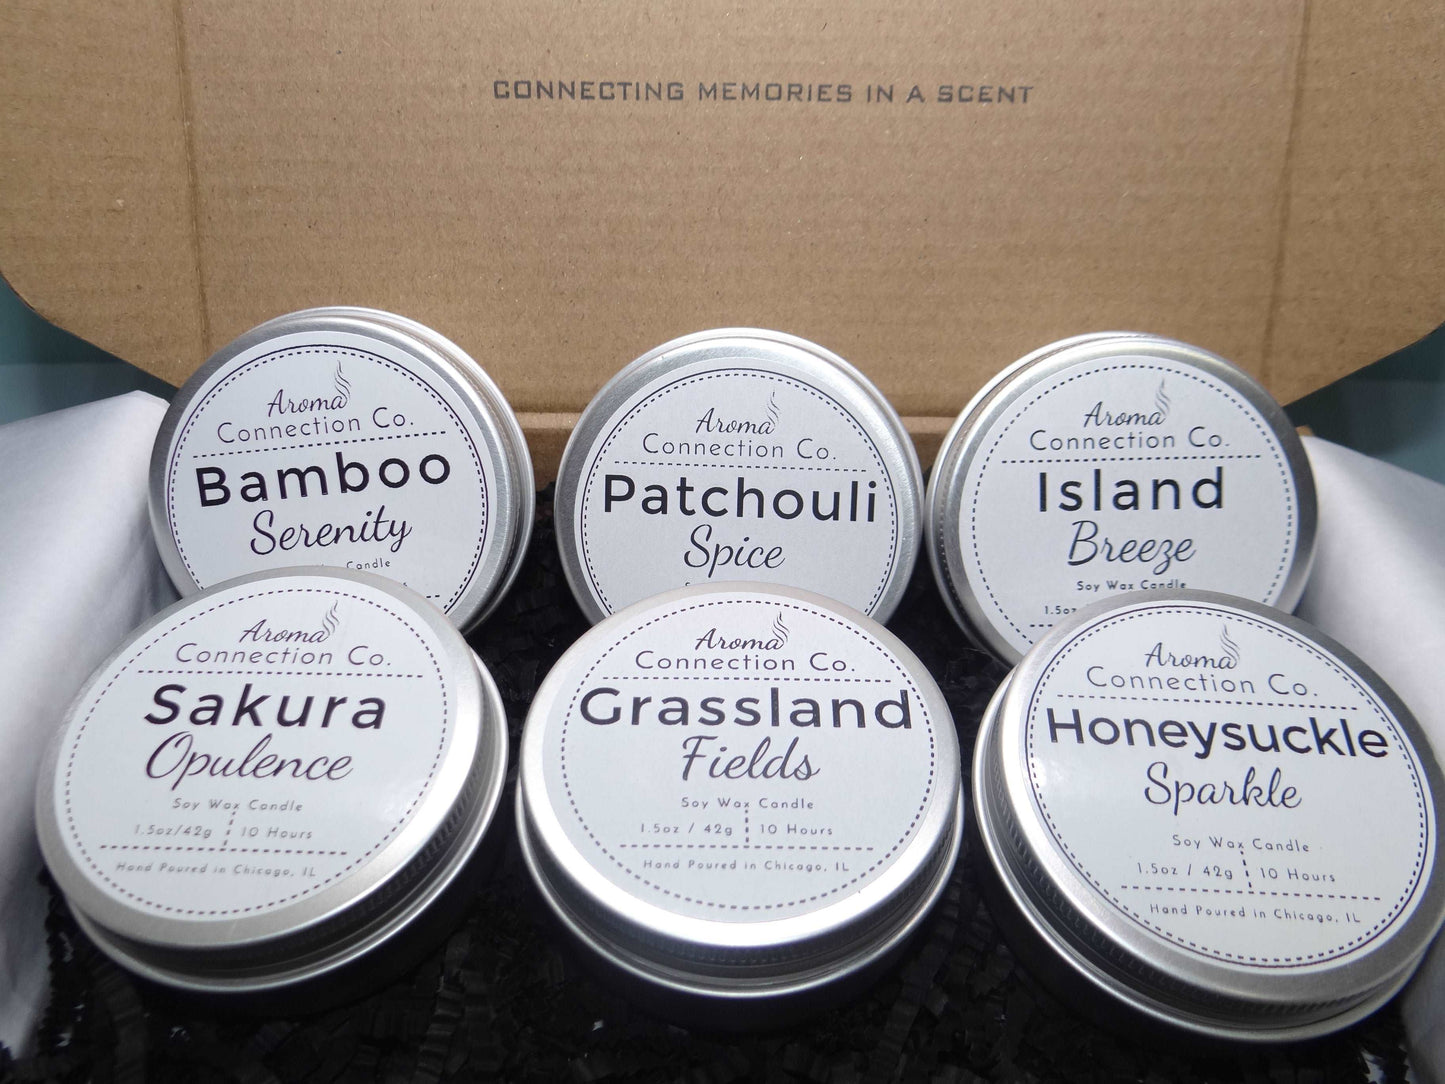 CONNECTING MEMORIES IN A SCENT
Aroma
Connection Co.
Bamboo
Serenity
Candle
Aroma
Connection Co.
Patchouli
Spice
Aroma
Connection Co.
Island
Breeze
Soy Wax Candle
1.5oz
Aroma
Connection Co.
Sakura
Opulence
Soy Wax Candle
1.5oz/42g 10 Hours
Hand Poured in Chicago, IL
Aroma
Connection Co.
Grassland
Fields
Soy Wax Candle
1.5oz / 42g 10 Hours
Hand Poured in Chicago, IL
Aroma
Connection Co.
Honeysuckle
Sparkle
Soy Wax Candle
1.5oz / 42g 10 Hours
Hand Poured in Chicago, IL